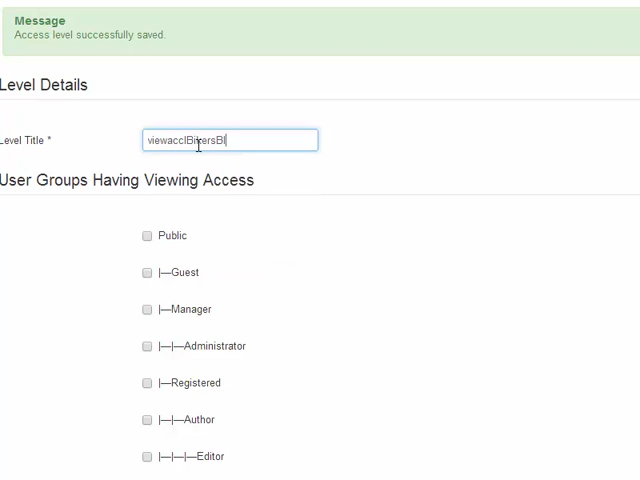 Message
Access level successfully saved.
Level Details
Level Title * viewacclBikersBl
User Groups Having Viewing Access
Public
|—Guest
|—Manager
|—|—Administrator
|—Registered
|—|—Author
|—|—|—Editor